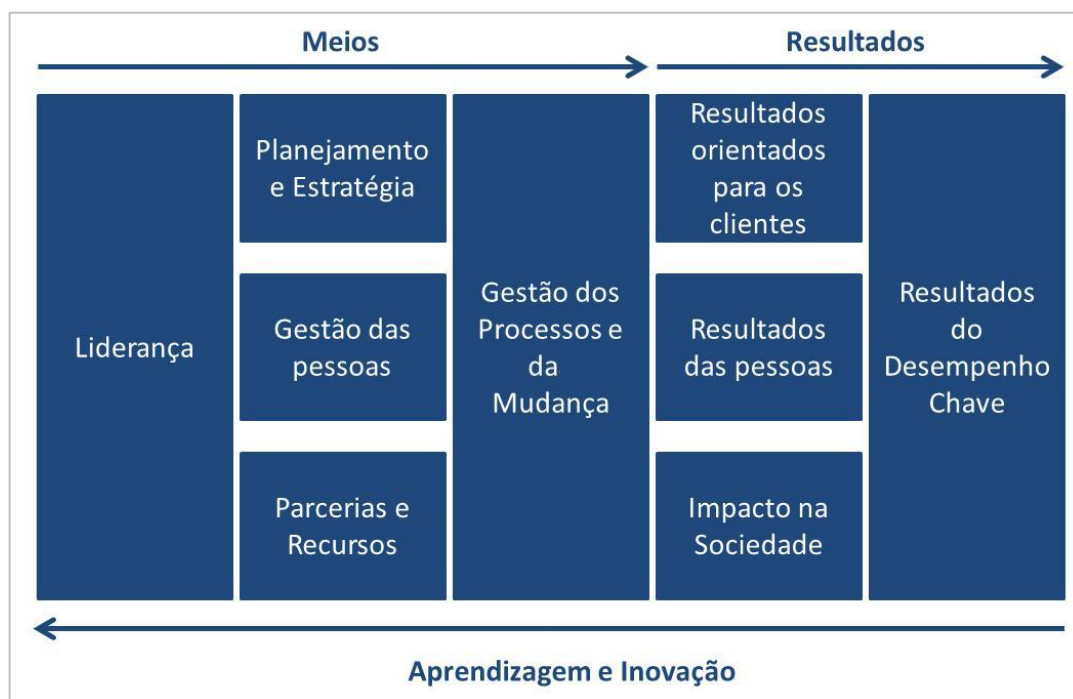 Meios
Resultados
Liderança
Planejamento
e Estratégia
Gestão das
pessoas
Parcerias e
Recursos
Gestão dos
Processos e
da
Mudança
Resultados
orientados
para os
clientes
Resultados
das pessoas
Impacto na
Sociedade
Resultados
do
Desempenho
Chave
Aprendizagem e Inovação